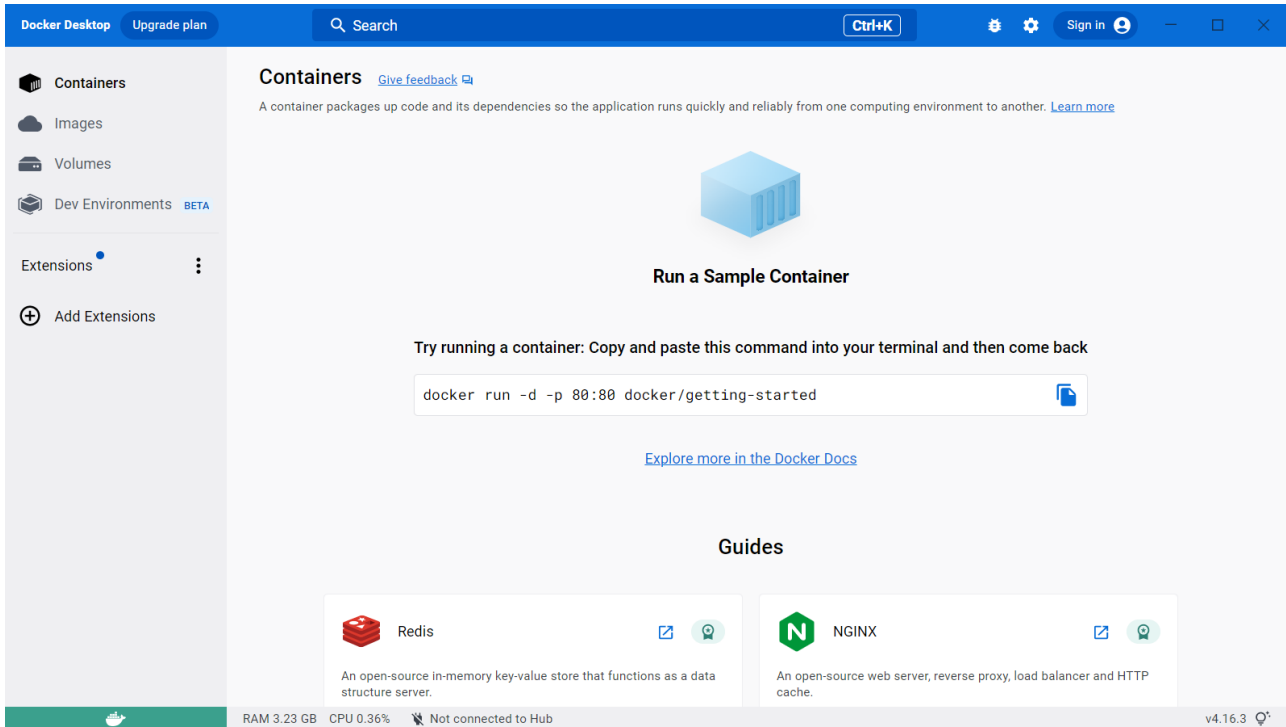 Docker Desktop Upgrade plan Search Ctrl+K Sign in
Containers
Images
Volumes
Dev Environments BETA
Extensions
Add Extensions
Containers Give feedback
A container packages up code and its dependencies so the application runs quickly and reliably from one computing environment to another. Learn more
Run a Sample Container
Try running a container: Copy and paste this command into your terminal and then come back
docker run -d -p 80:80 docker/getting-started
Explore more in the Docker Docs
Guides
Redis
An open-source in-memory key-value store that functions as a data
structure server.
N NGINX
An open-source web server, reverse proxy, load balancer and HTTP
cache.
RAM 3.23 GB CPU 0.36% Not connected to Hub v4.16.3